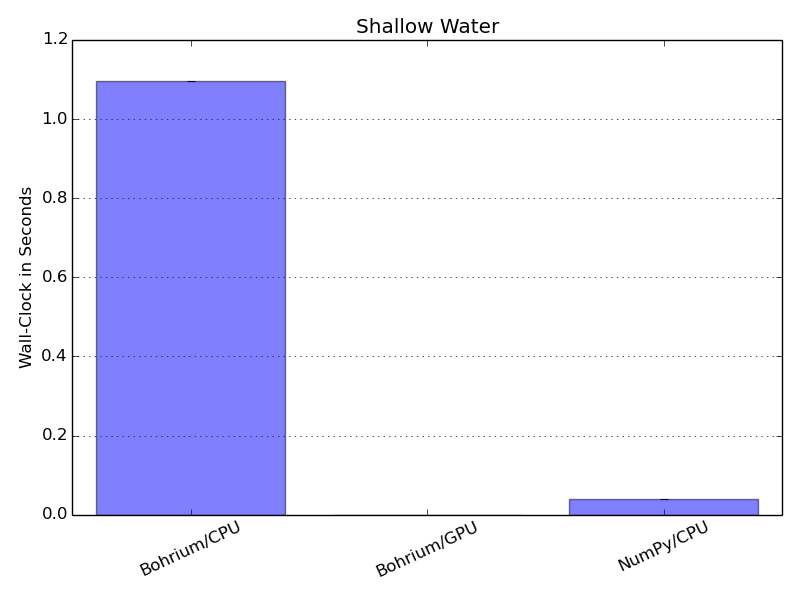 Shallow Water
Wall-Clock in Seconds
1.2
1.0
0.8
0.6
0.4
0.2
0.0
Bohrium/CPU
Bohrium/GPU
NumPy/CPU